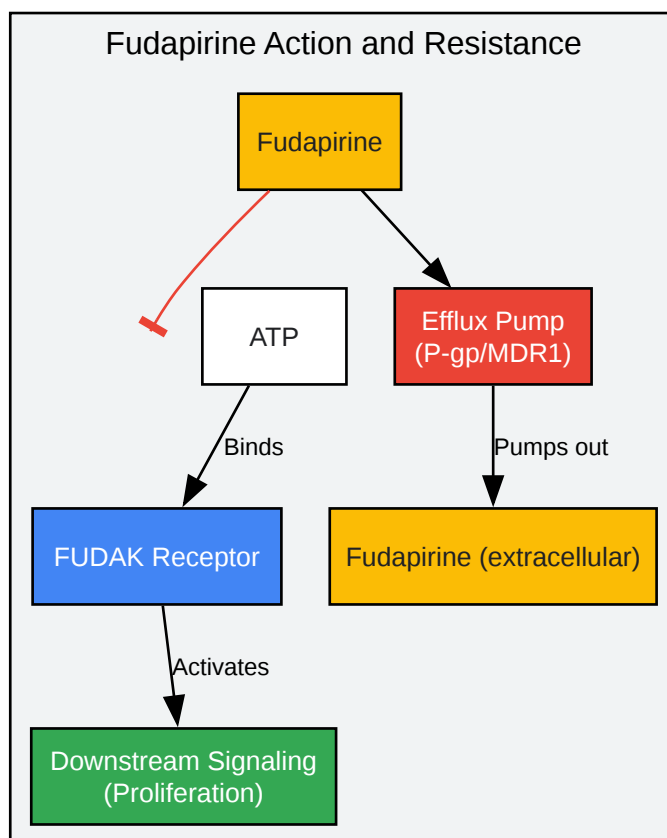 Fudapirine Action and Resistance
Fudapirine
ATP
Efflux Pump
(P-gp/MDR1)
Binds
Pumps out
FUDAK Receptor
Fudapirine (extracellular)
Activates
Downstream Signaling
(Proliferation)